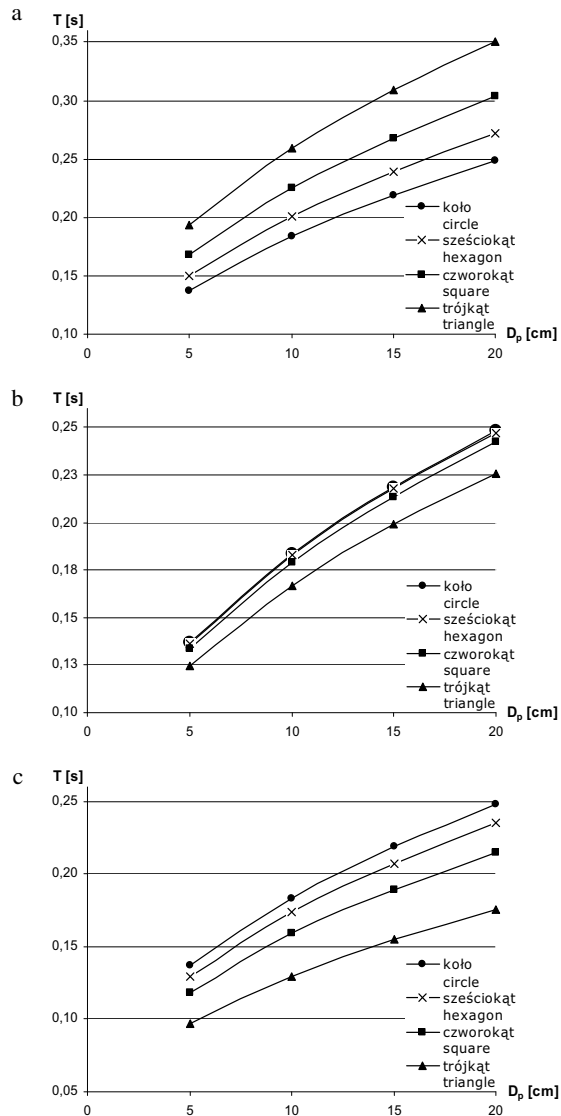 a
T [s]
0,35
0,30
0,25
0,20
0,15
0,10
koło
circle
sześciokąt
hexagon
czworokąt
square
trójkąt
triangle
Dp [cm]
0 5 10 15 20
b
T [s]
0,25
0,23
0,20
0,18
0,15
0,13
0,10
koło
circle
sześciokąt
hexagon
czworokąt
square
trójkąt
triangle
Dp [cm]
0 5 10 15 20
c
T [s]
0,25
0,20
0,15
0,10
0,05
koło
circle
sześciokąt
hexagon
czworokąt
square
trójkąt
triangle
Dp [cm]
0 5 10 15 20